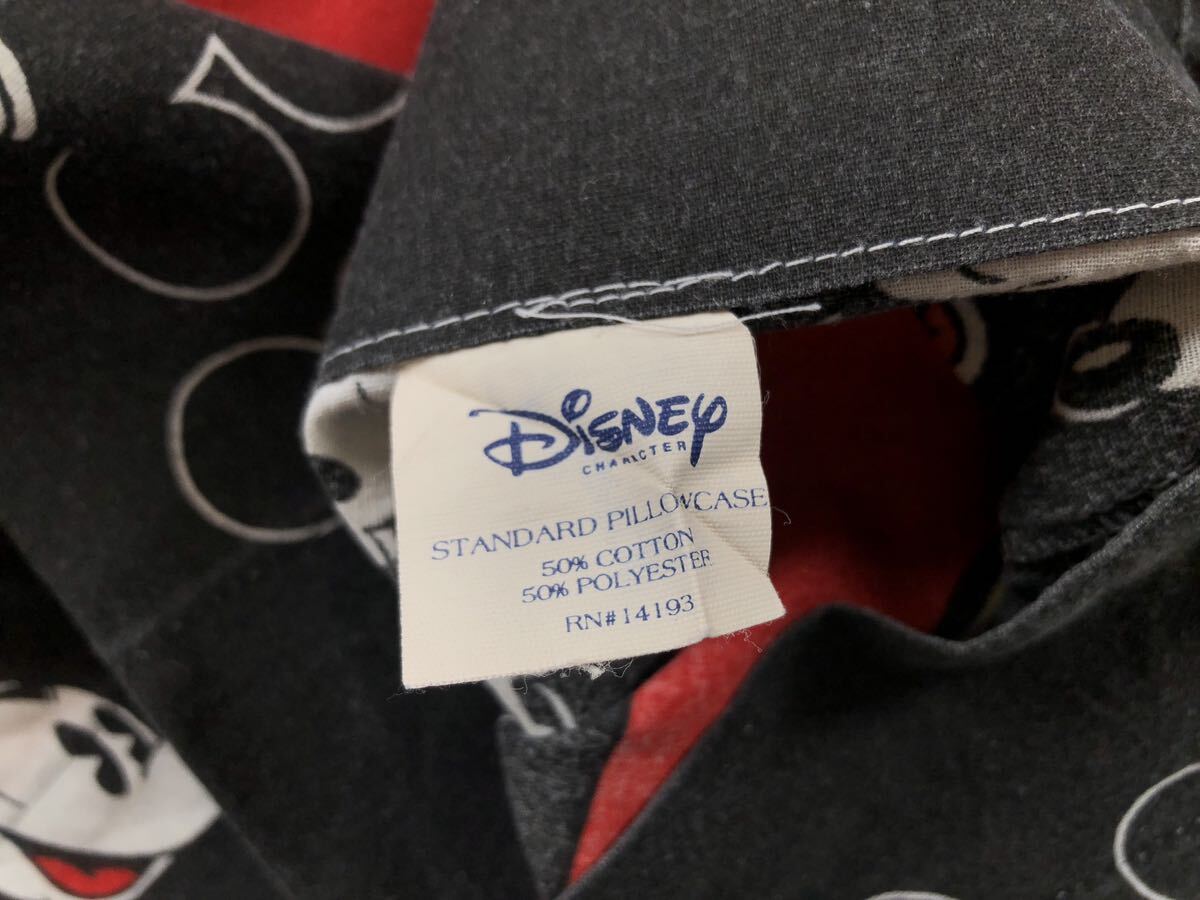 Disney
CHARACTER
STANDARD PILLOWCASE
50% COTTON
50% POLYESTER
RN#14193